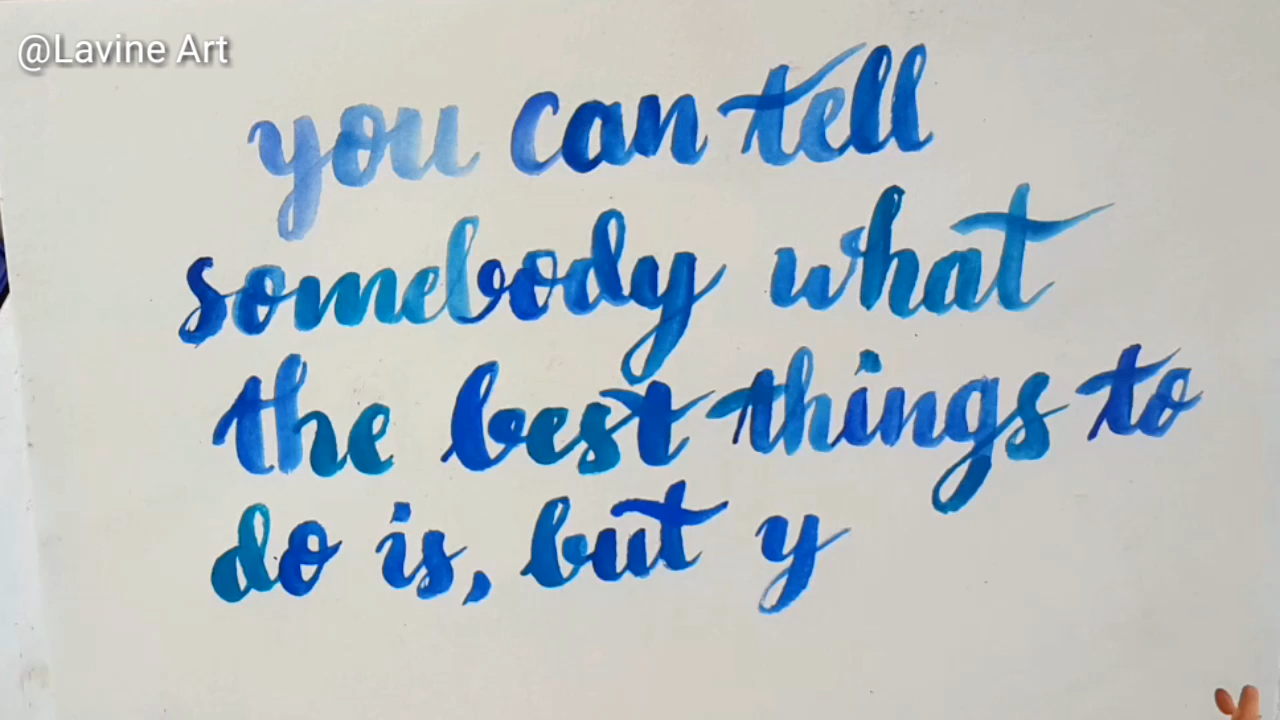 @Lavine Art
you can tell
somebody what
the best things to
do is, but y